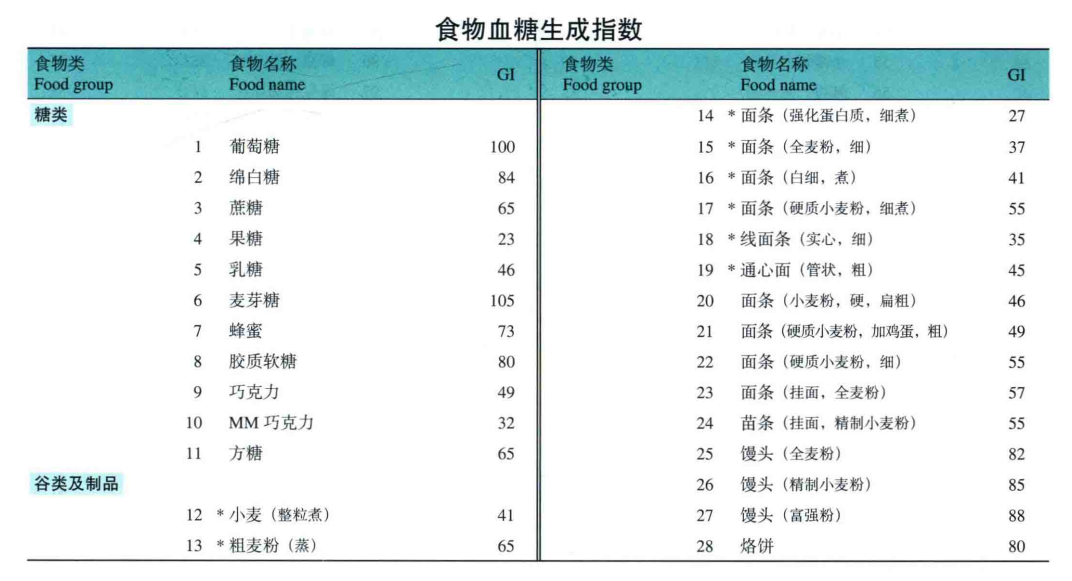 食物血糖生成指数
食物类 食物名称 GI
Food group Food name
糖类
1 葡萄糖 100
2 绵白糖 84
3 蔗糖 65
4 果糖 23
5 乳糖 46
6 麦芽糖 105
7 蜂蜜 73
8 胶质软糖 80
9 巧克力 49
10 MM 巧克力 32
11 方糖 65
谷类及制品
12 *小麦（整粒煮） 41
13 *粗麦粉（蒸） 65
食物类 食物名称 GI
Food group Food name
14 *面条（强化蛋白质，细煮） 27
15 *面条（全麦粉，细） 37
16 *面条（白细，煮） 41
17 *面条（硬质小麦粉，细煮） 55
18 *线面条（实心，细） 35
19 *通心面（管状，粗） 45
20 面条（小麦粉，硬，扁粗） 46
21 面条（硬质小麦粉，加鸡蛋，粗） 49
22 面条（硬质小麦粉，细） 55
23 面条（挂面，全麦粉） 57
24 苗条（挂面，精制小麦粉） 55
25 馒头（全麦粉） 82
26 馒头（精制小麦粉） 85
27 馒头（富强粉） 88
28 烙饼 80